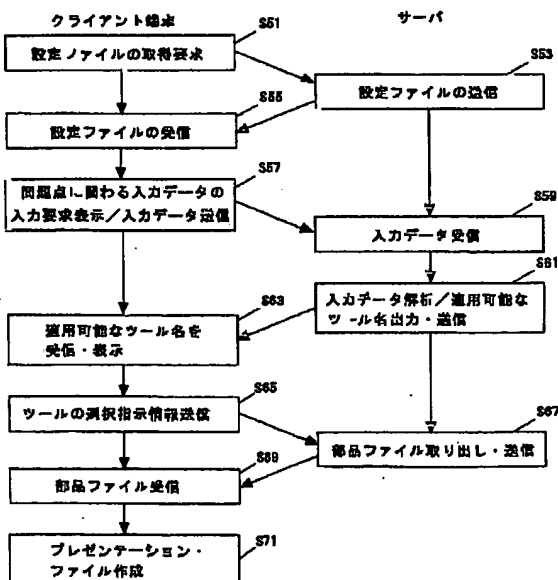 クライアント端末
サーバ
S51
設定ファイルの取得要求
S53
設定ファイルの送信
S55
設定ファイルの受信
S57
問題点に関わる入力データの
入力要求表示/入力データ送信
S59
入力データ受信
S61
入力データ解析/適用可能な
ツール名出力・送信
S63
適用可能なツール名を
受信・表示
S65
ツールの選択指示情報送信
S67
部品ファイル取り出し・送信
S69
部品ファイル受信
S71
プレゼンテーション・
ファイル作成